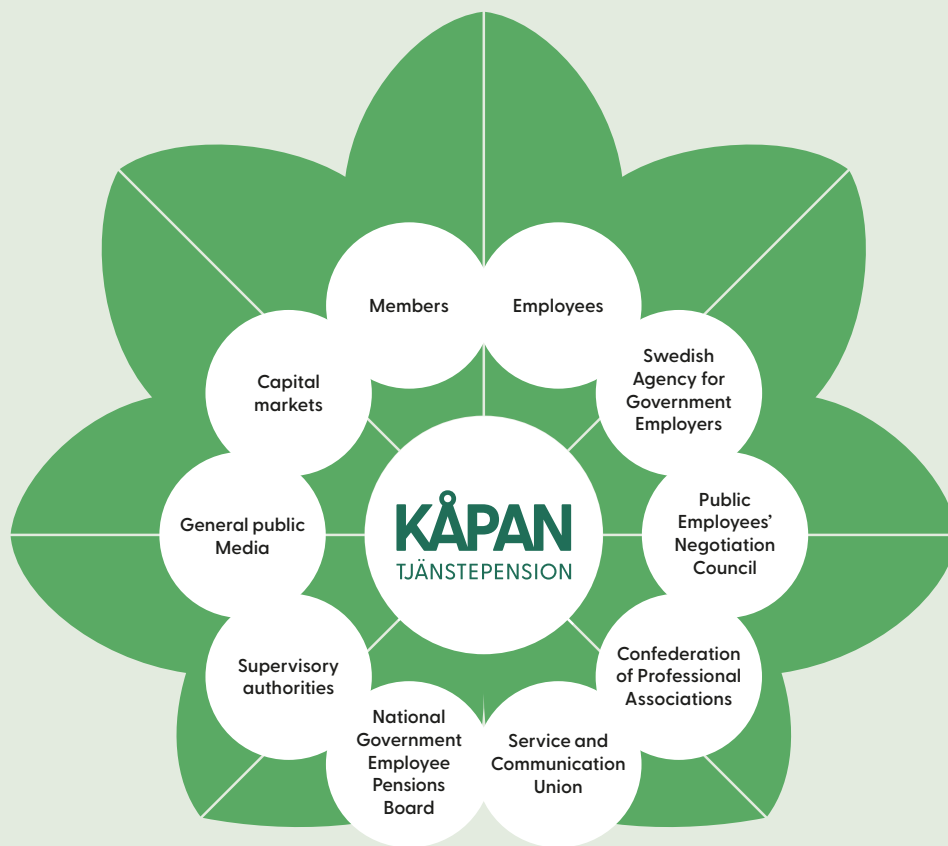 Members
Employees
Capital
markets
Swedish
Agency for
Government
Employers
General public
Media
KÅPAN
TJÄNSTEPENSION
Public
Employees’
Negotiation
Council
Supervisory
authorities
Confederation
of Professional
Associations
National
Government
Employee
Pensions
Board
Service and
Communication
Union